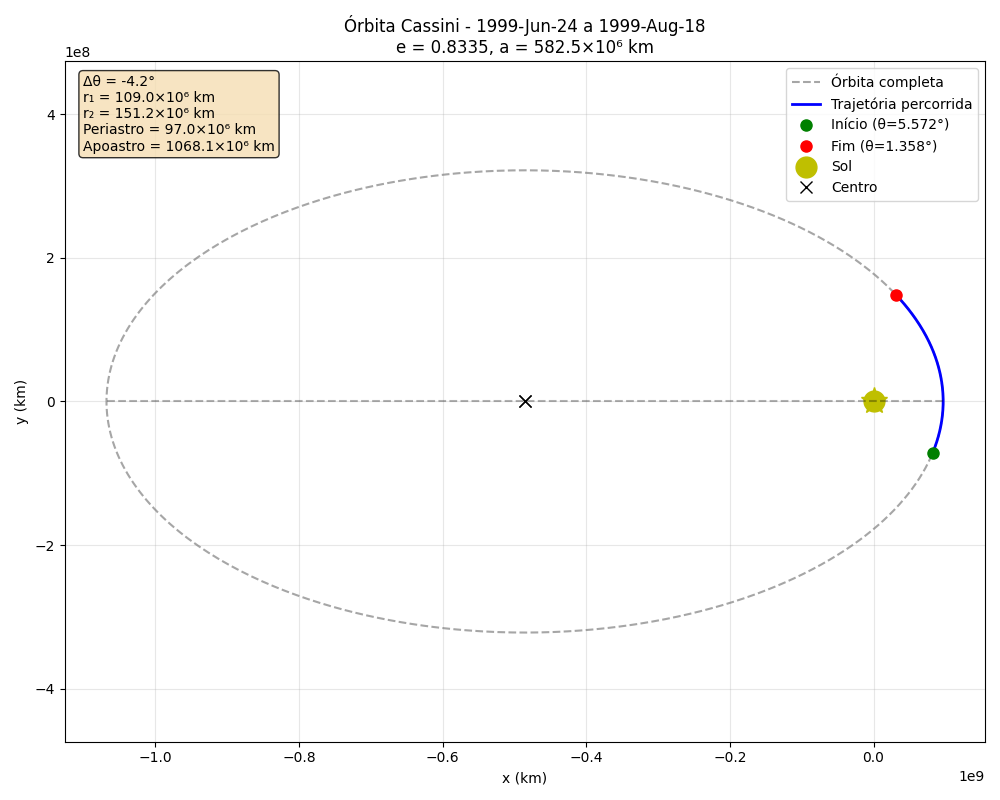 Órbita Cassini - 1999-Jun-24 a 1999-Aug-18
e = 0.8335, a = 582.5×10⁶ km
1e8
Δθ = -4.2°
r₁ = 109.0×10⁶ km
r₂ = 151.2×10⁶ km
Periastro = 97.0×10⁶ km
Apoastro = 1068.1×10⁶ km
Órbita completa
Trajetória percorrida
Início (θ=5.572°)
Fim (θ=1.358°)
Sol
Centro
y (km)
4
2
0
−2
−4
−1.0
−0.8
−0.6
−0.4
−0.2
0.0
x (km)
1e9